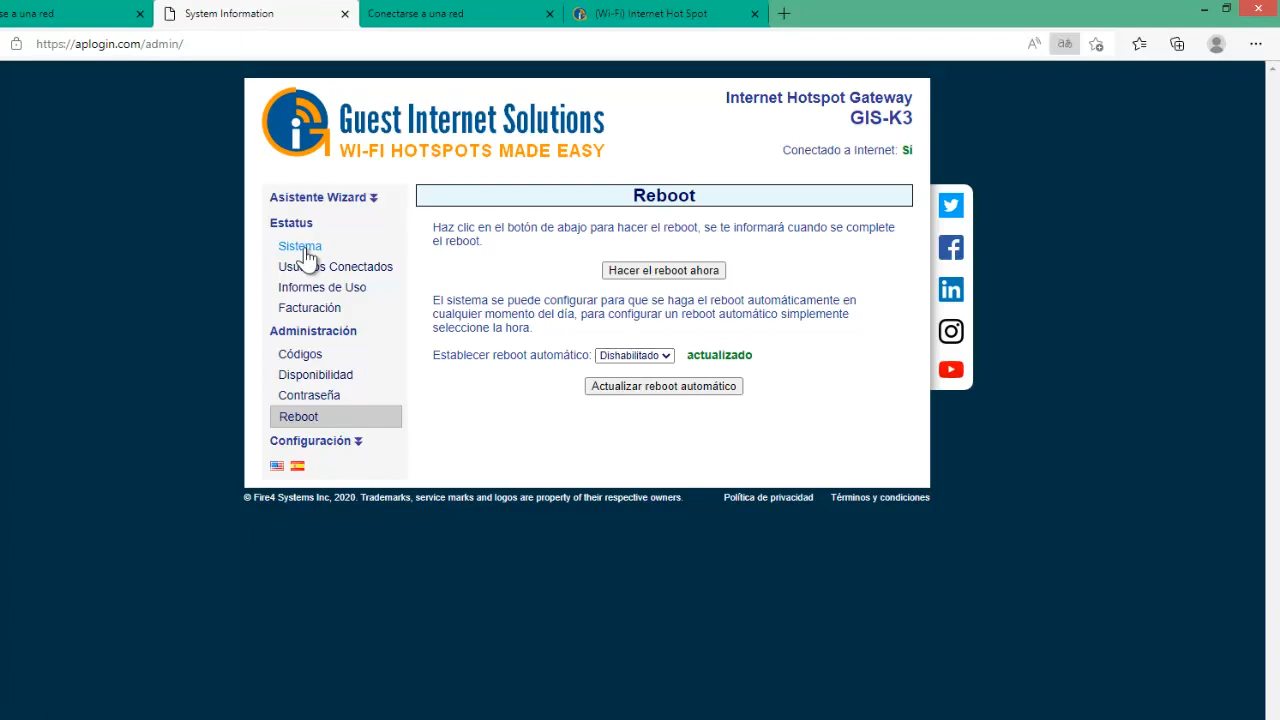 se a una red
System Information
Conectarse a una red
(Wi-Fi) Internet Hot Spot
https://aplogin.com/admin/
Guest Internet Solutions
WI-FI HOTSPOTS MADE EASY
Internet Hotspot Gateway
GIS-K3
Conectado a Internet: Sí
Asistente Wizard
Estatus
Sistema
Conectados
Informes de Uso
Facturación
Administración
Códigos
Disponibilidad
Contraseña
Reboot
Configuración
Reboot
Haz clic en el botón de abajo para hacer el reboot, se te informará cuando se complete
el reboot.
Hacer el reboot ahora
El sistema se puede configurar para que se haga el reboot automáticamente en
cualquier momento del día, para configurar un reboot automático simplemente
seleccione la hora.
Establecer reboot automático: Dishabilitado actualizado
Actualizar reboot automático
© Fire4 Systems Inc, 2020. Trademarks, service marks and logos are property of their respective owners.
Política de privacidad
Términos y condiciones